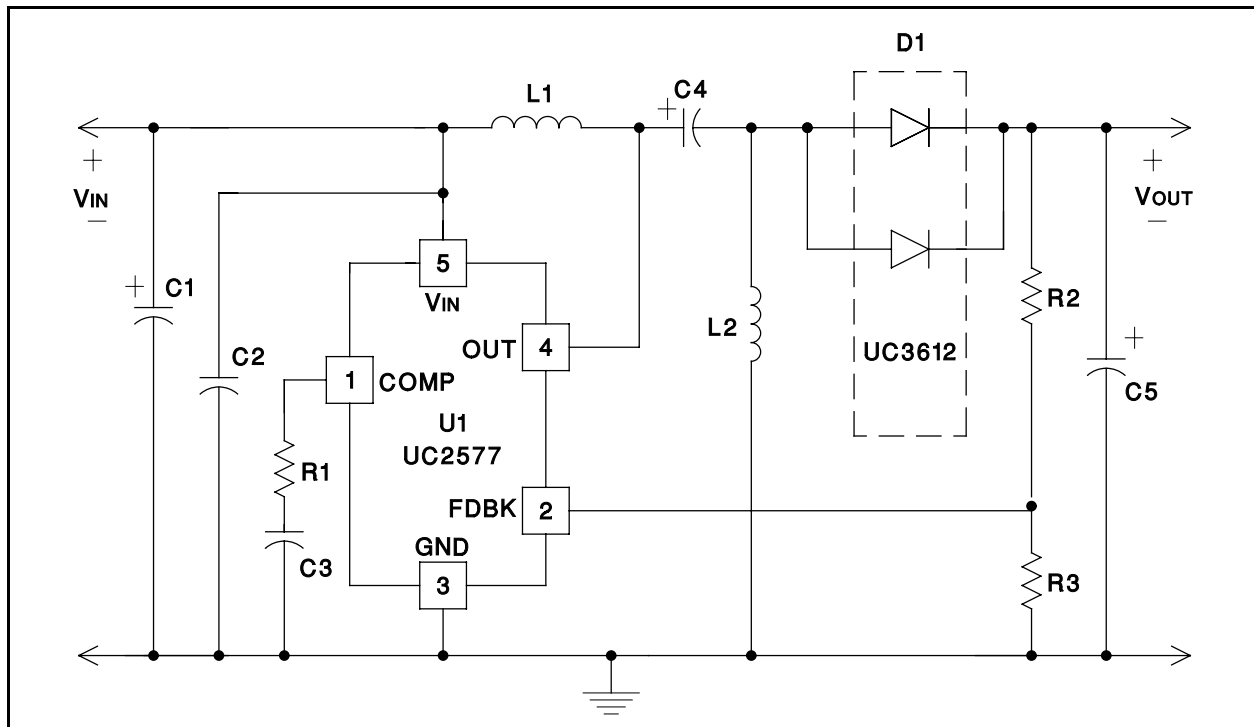 D1
L1
+
C4
+
VIN
−
+
VOUT
−
5
VIN
+
C1
R2
L2
C2
OUT
4
UC3612
+
1
COMP
C5
U1
UC2577
R1
FDBK
2
GND
C3
3
R3